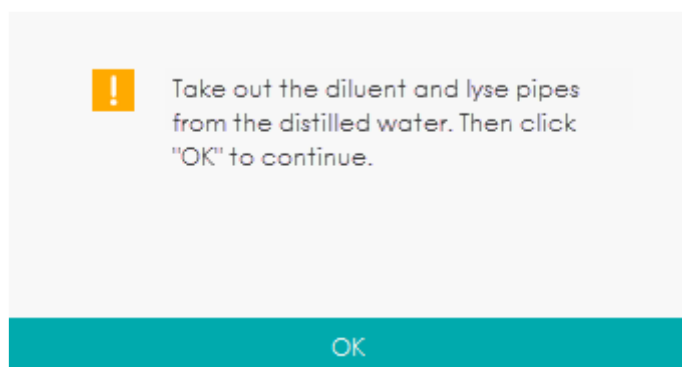 !
Take out the diluent and lyse pipes
from the distilled water. Then click
"OK" to continue.
OK